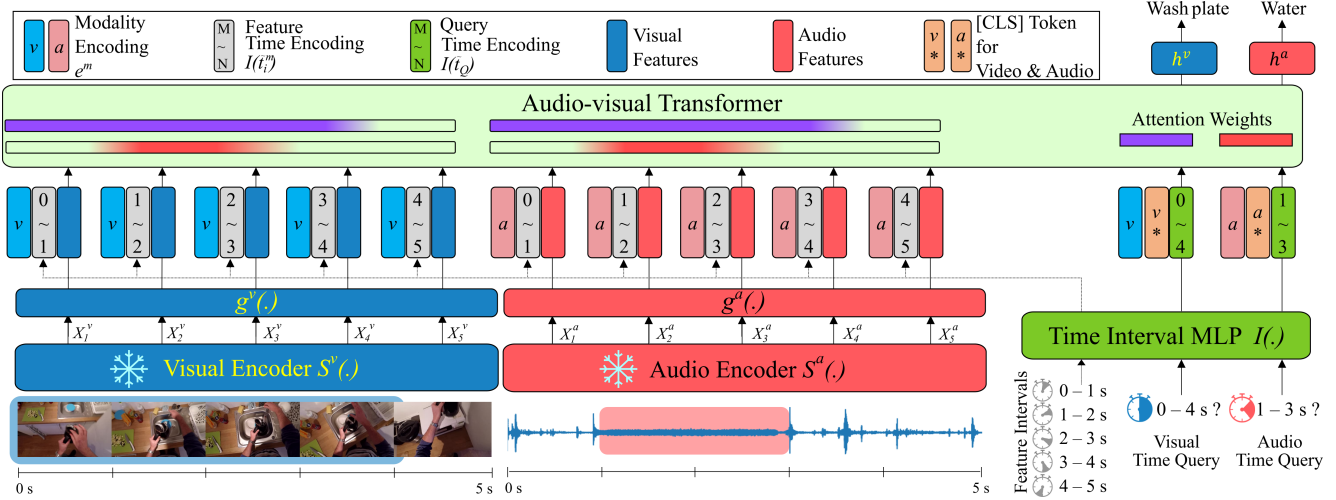 Wash plate
Water
v
a
Modality
Encoding
e^m
M
~
N
Feature
Time Encoding
I(t_i^m)
M
~
N
Query
Time Encoding
I(t_Q)
Visual
Features
Audio
Features
v
*
a
*
[CLS] Token
for
Video & Audio
h^v
h^a
Audio-visual Transformer
Attention Weights
v
0
~
1
v
1
~
2
v
2
~
3
v
3
~
4
v
4
~
5
a
0
~
1
a
1
~
2
a
2
~
3
a
3
~
4
a
4
~
5
v
v
*
0
~
4
a
a
*
1
~
3
g^v(.)
g^a(.)
X_1^v
X_2^v
X_3^v
X_4^v
X_5^v
X_1^a
X_2^a
X_3^a
X_4^a
X_5^a
Time Interval MLP I(.)
Visual Encoder S^v(.)
Audio Encoder S^a(.)
Feature Intervals
0 – 1 s
1 – 2 s
2 – 3 s
3 – 4 s
4 – 5 s
0 – 4 s ?
Visual
Time Query
1 – 3 s ?
Audio
Time Query
0 s
5 s
0 s
5 s